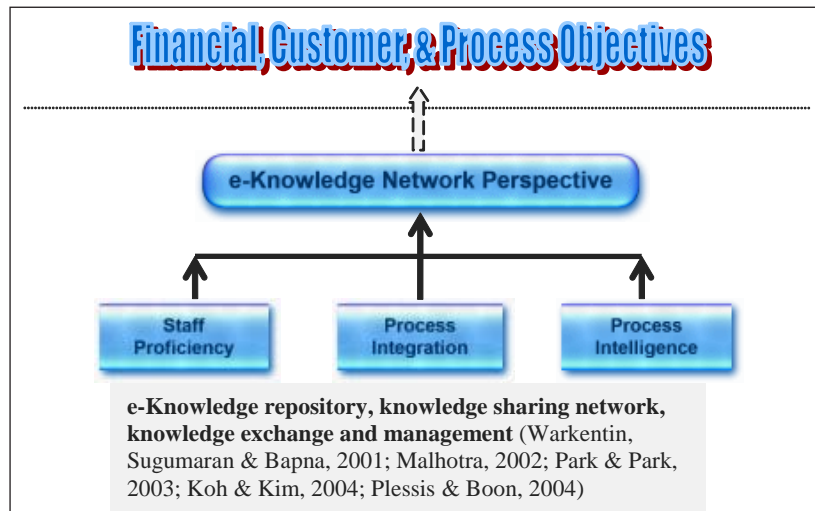 Financial, Customer, & Process Objectives
e-Knowledge Network Perspective
Staff
Proficiency
Process
Integration
Process
Intelligence
e-Knowledge repository, knowledge sharing network,
knowledge exchange and management (Warkentin,
Sugumaran & Bapna, 2001; Malhotra, 2002; Park & Park,
2003; Koh & Kim, 2004; Plessis & Boon, 2004)